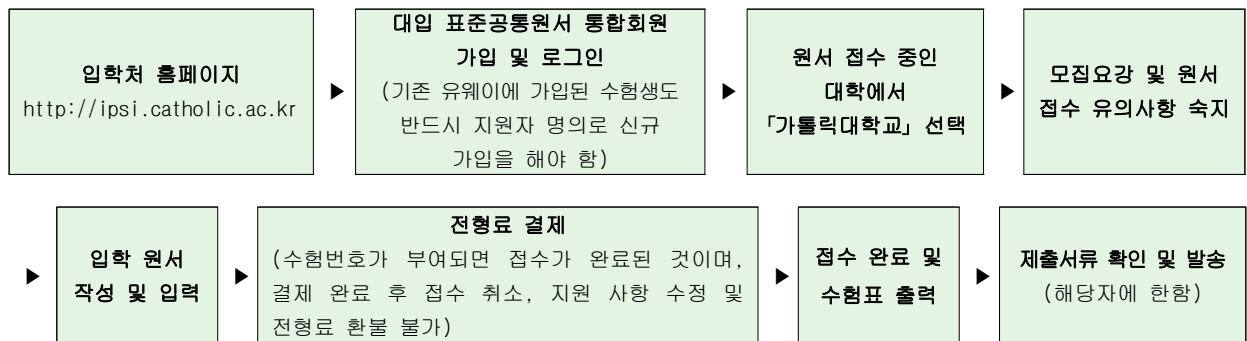 입학처 홈페이지
http://ipsi.catholic.ac.kr
▶
대입 표준공통원서 통합회원
가입 및 로그인
(기존 유웨이에 가입된 수험생도
반드시 지원자 명의로 신규
가입을 해야 함)
▶
원서 접수 중인
대학에서
「가톨릭대학교」 선택
▶
모집요강 및 원서
접수 유의사항 숙지
▶
입학 원서
작성 및 입력
▶
전형료 결제
(수험번호가 부여되면 접수가 완료된 것이며,
결제 완료 후 접수 취소, 지원 사항 수정 및
전형료 환불 불가)
▶
접수 완료 및
수험표 출력
▶
제출서류 확인 및 발송
(해당자에 한함)